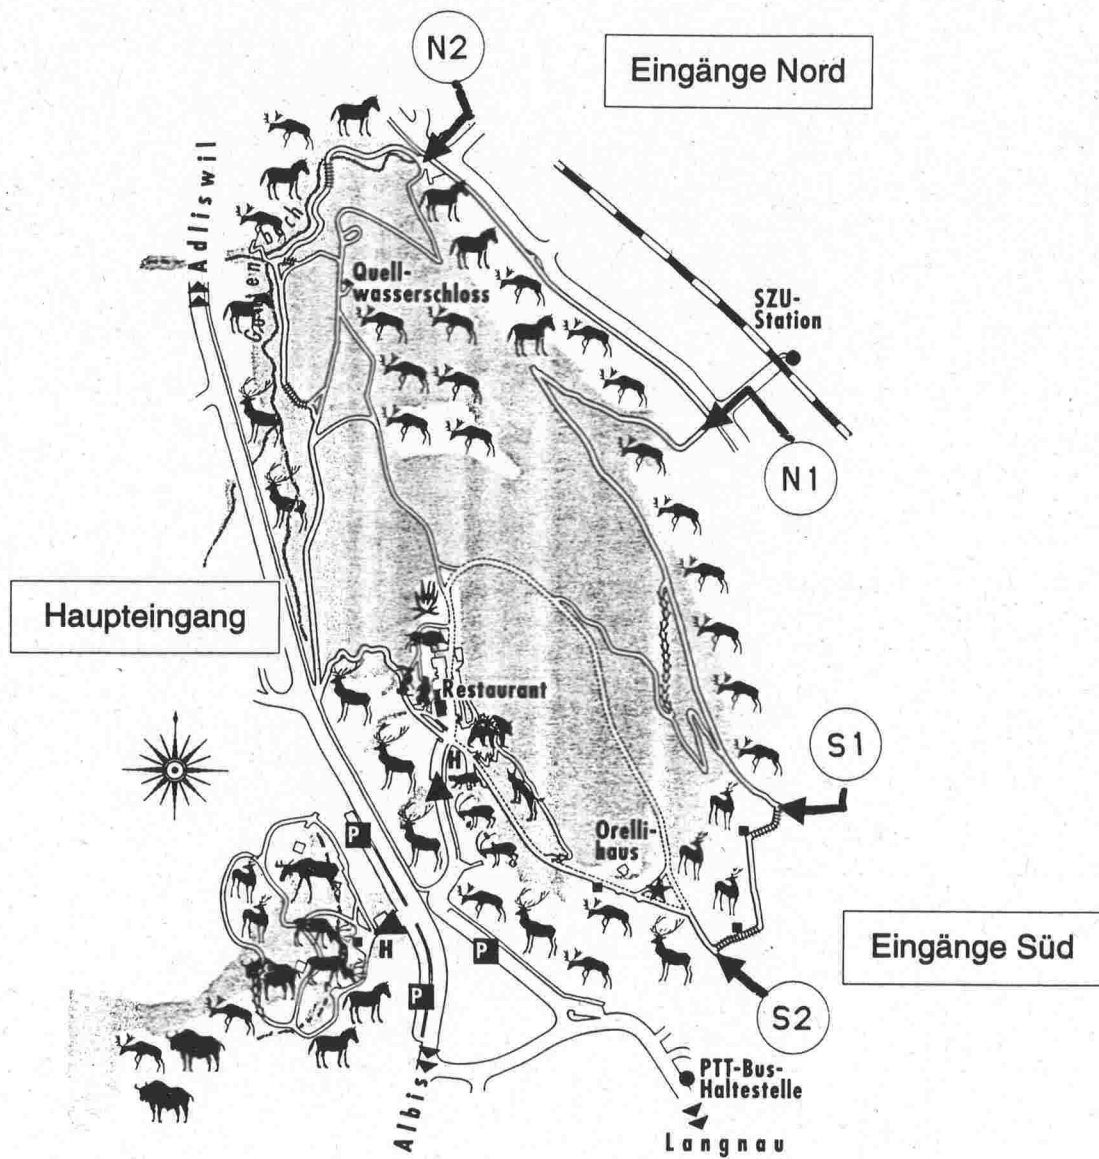 N2
Eingänge Nord
Adliswil
Quell-
wasserschloss
SZU-
Station
N1
Haupteingang
Restaurant
H
S1
P
Orelli-
haus
H
P
Eingänge Süd
P
S2
PTT-Bus-
Haltestelle
Albis
Langnau